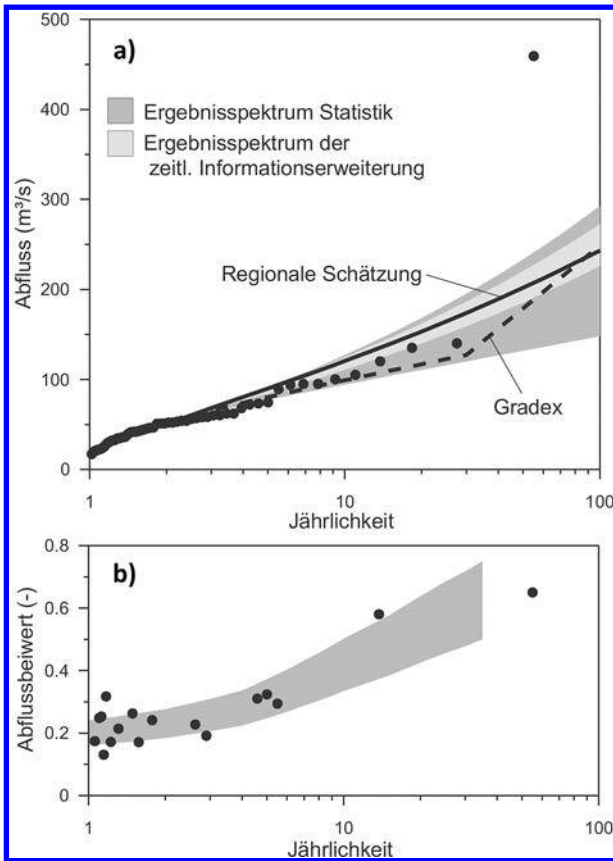 a)
500
400
300
200
100
0
Abfluss (m³/s)
Ergebnisspektrum Statistik
Ergebnisspektrum der
zeitl. Informationserweiterung
Regionale Schätzung
Gradex
1
10
100
Jährlichkeit
b)
0.8
0.6
0.4
0.2
0
Abflussbeiwert (-)
1
10
100
Jährlichkeit